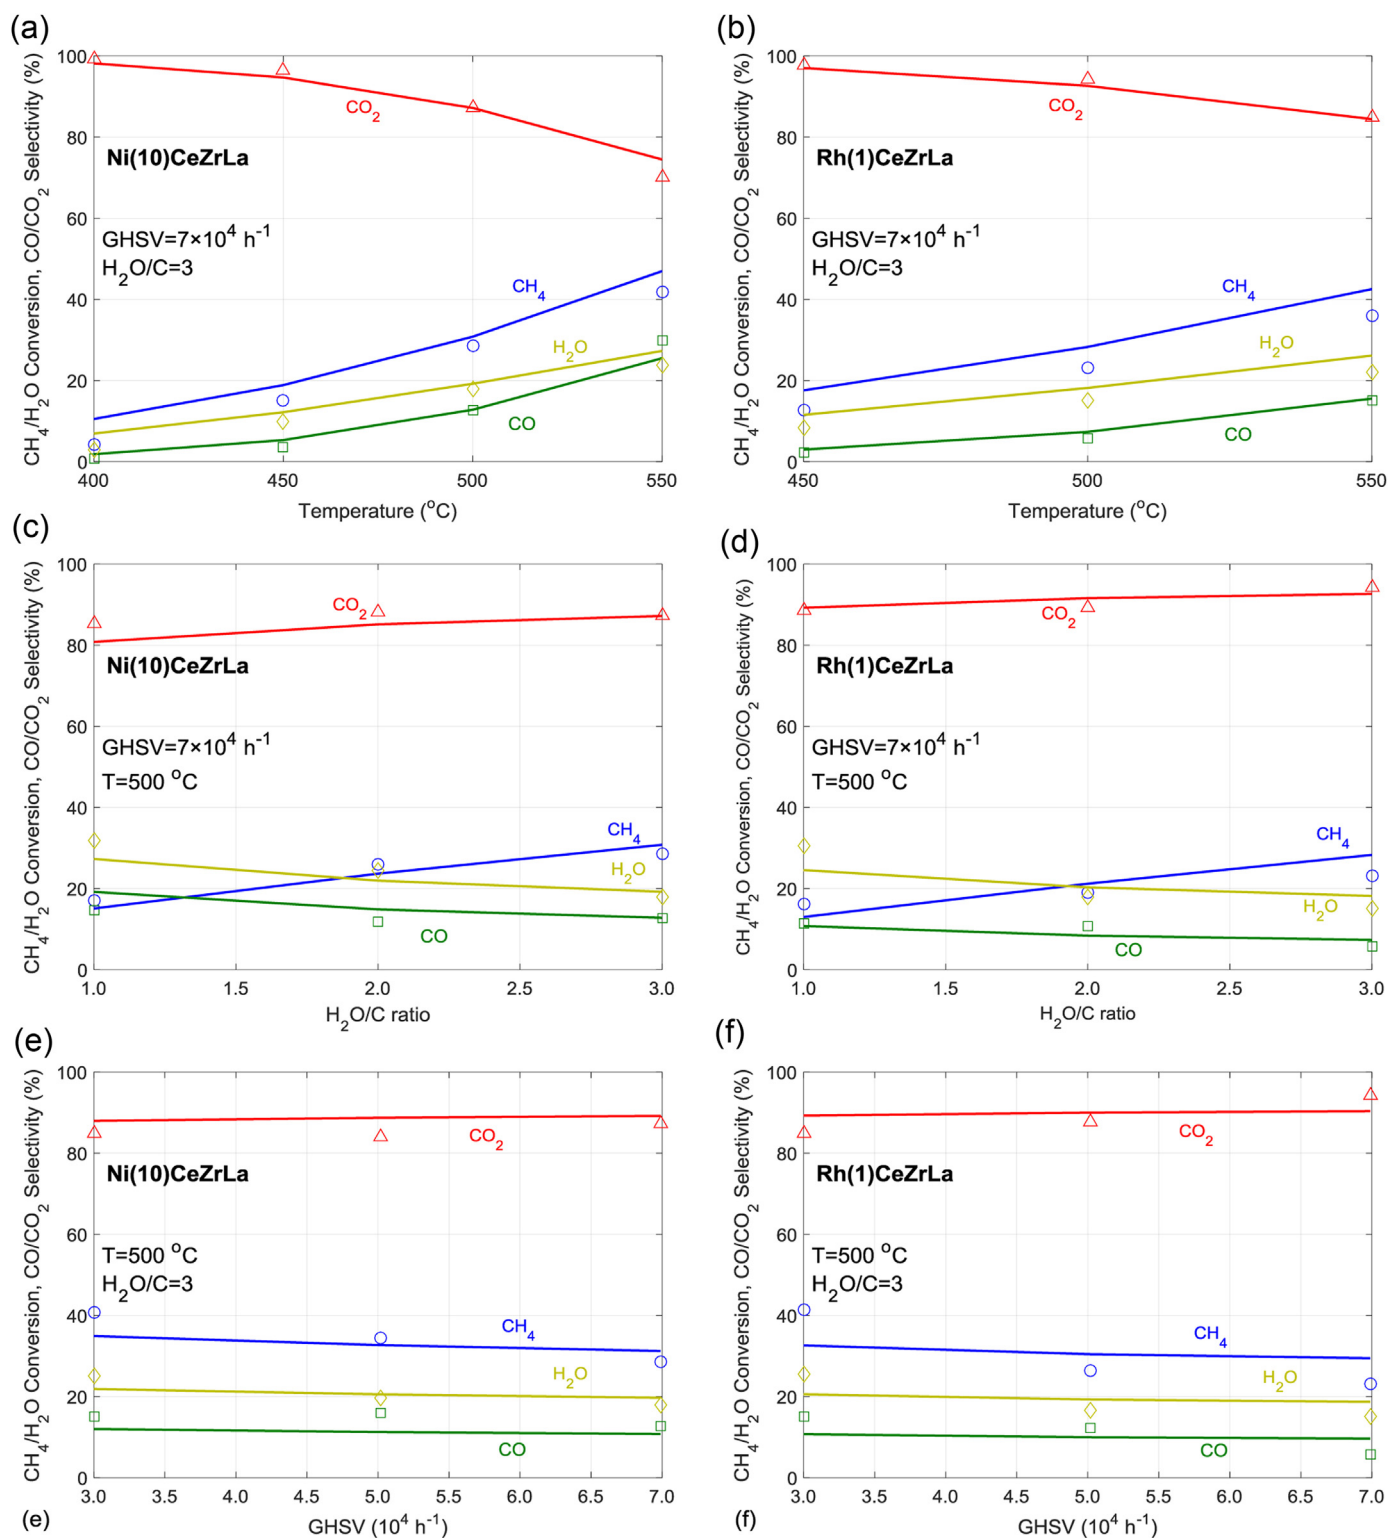 (a)
CH4/H2O Conversion, CO/CO2 Selectivity (%)
100
80
60
40
20
0
CO2
Ni(10)CeZrLa
GHSV=7×10^4 h^-1
H2O/C=3
CH4
H2O
CO
400 450 500 550
Temperature (°C)
(b)
CH4/H2O Conversion, CO/CO2 Selectivity (%)
100
80
60
40
20
0
CO2
Rh(1)CeZrLa
GHSV=7×10^4 h^-1
H2O/C=3
CH4
H2O
CO
450 500 550
Temperature (°C)
(c)
CH4/H2O Conversion, CO/CO2 Selectivity (%)
100
80
60
40
20
0
CO2
Ni(10)CeZrLa
GHSV=7×10^4 h^-1
T=500 °C
CH4
H2O
CO
1.0 1.5 2.0 2.5 3.0
H2O/C ratio
(d)
CH4/H2O Conversion, CO/CO2 Selectivity (%)
100
80
60
40
20
0
CO2
Rh(1)CeZrLa
GHSV=7×10^4 h^-1
T=500 °C
CH4
H2O
CO
1.0 1.5 2.0 2.5 3.0
H2O/C ratio
(e)
CH4/H2O Conversion, CO/CO2 Selectivity (%)
100
80
60
40
20
0
CO2
Ni(10)CeZrLa
T=500 °C
H2O/C=3
CH4
H2O
CO
3.0 3.5 4.0 4.5 5.0 5.5 6.0 6.5 7.0
(e)
GHSV (10^4 h^-1)
(f)
CH4/H2O Conversion, CO/CO2 Selectivity (%)
100
80
60
40
20
0
CO2
Rh(1)CeZrLa
T=500 °C
H2O/C=3
CH4
H2O
CO
3.0 3.5 4.0 4.5 5.0 5.5 6.0 6.5 7.0
(f)
GHSV (10^4 h^-1)